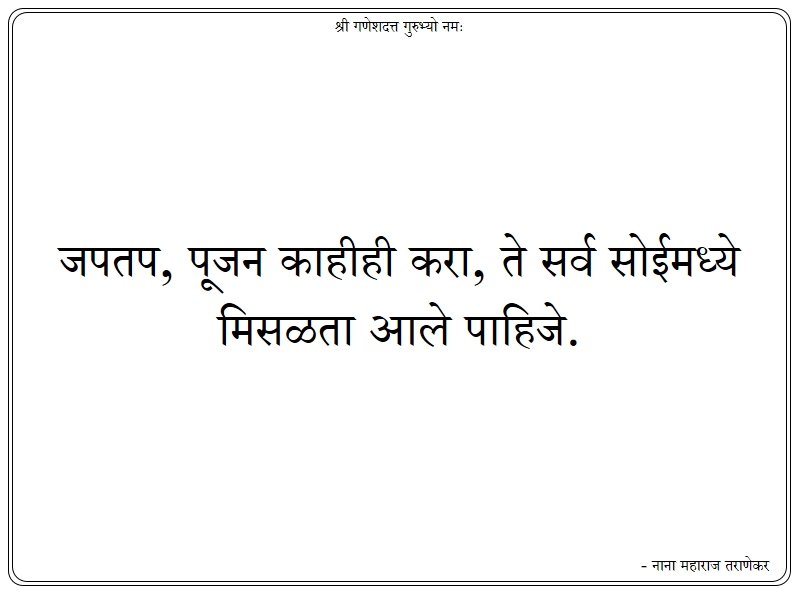 श्री गणेशदत्त गुरुभ्यो नमः
जपतप, पूजन काहीही करा, ते सर्व सोईमध्ये
मिसळता आले पाहिजे.
- नाना महाराज तराणेकर